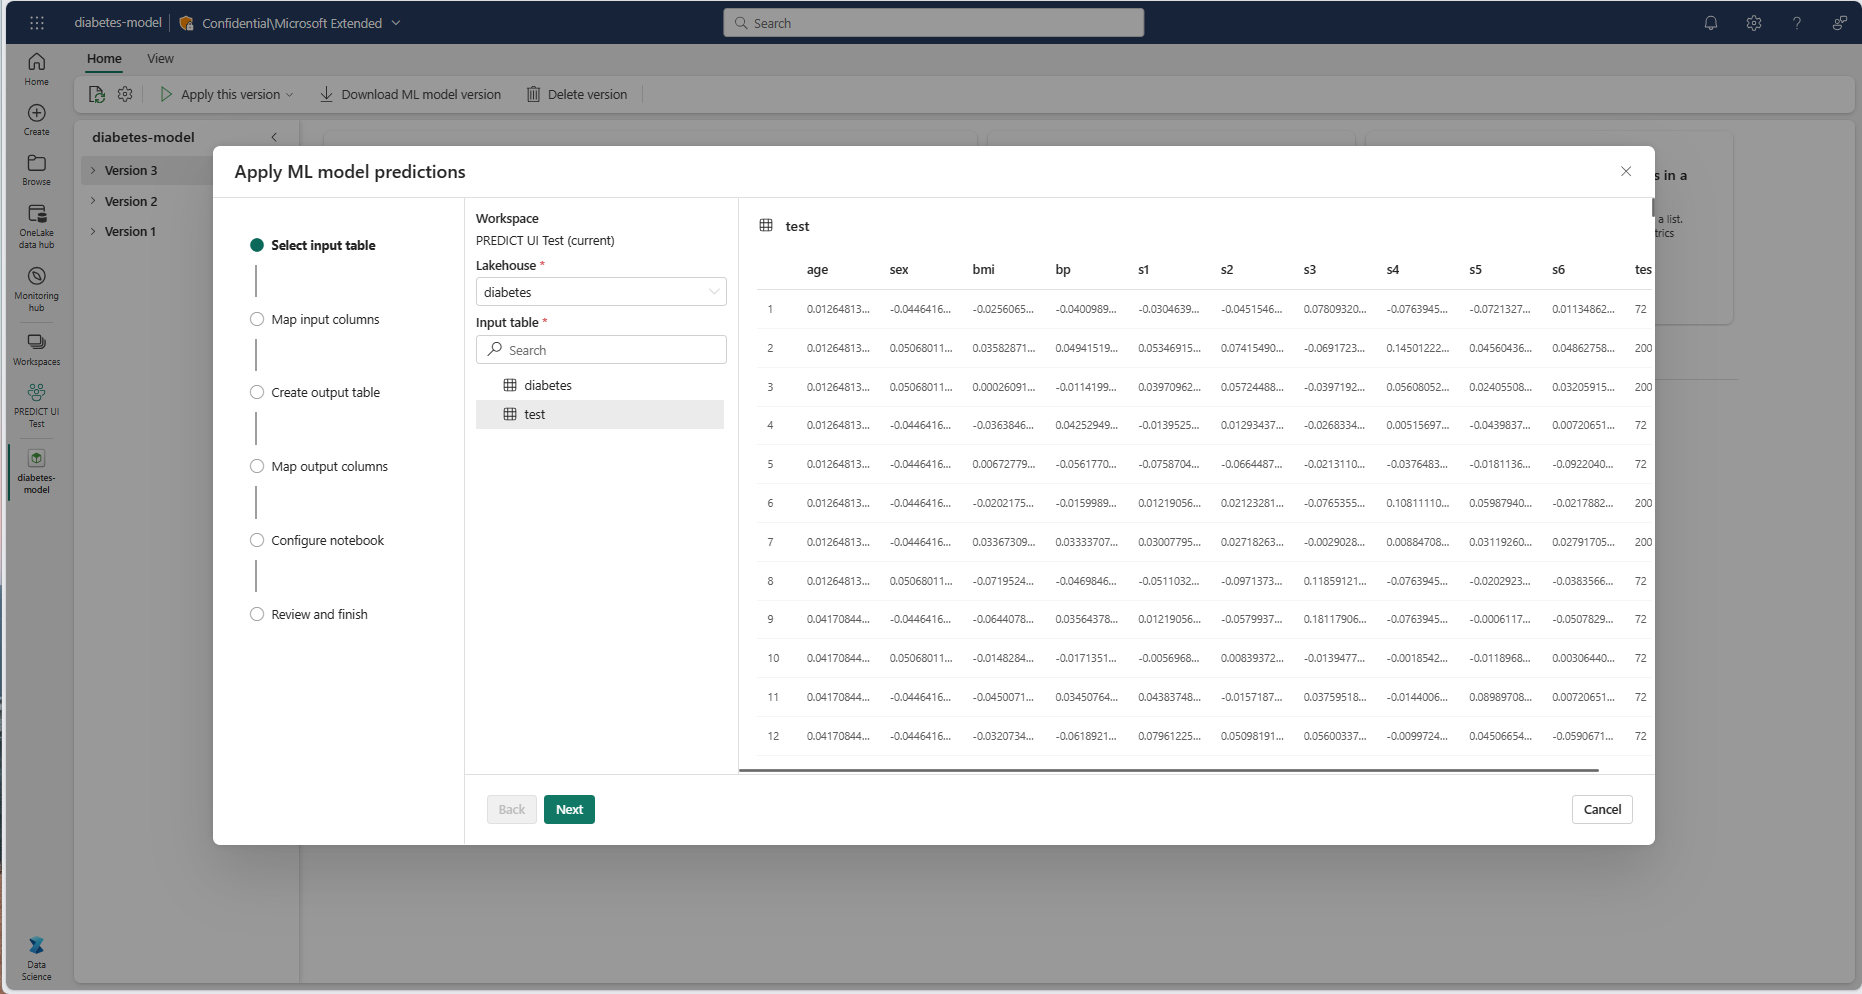 diabetes-model
Confidential\Microsoft Extended
Search
Home
View
Apply this version
Download ML model version
Delete version
Home
Create
Browse
OneLake
data hub
Monitoring
hub
Workspaces
PREDICT UI
Test
diabetes-
model
Data
Science
diabetes-model
Version 3
Version 2
Version 1
s in a
a list.
trics
Apply ML model predictions
Select input table
Map input columns
Create output table
Map output columns
Configure notebook
Review and finish
Workspace
PREDICT UI Test (current)
Lakehouse *
diabetes
Input table *
Search
diabetes
test
test
age sex bmi bp s1 s2 s3 s4 s5 s6 tes
1 0.01264813... -0.0446416... -0.0256065... -0.0400989... -0.0304639... -0.0451546... 0.07809320... -0.0763945... -0.0721327... 0.01134862... 72
2 0.01264813... 0.05068011... 0.03582871... 0.04941519... 0.05346915... 0.07415490... -0.0691723... 0.14501222... 0.04560436... 0.04862758... 200
3 0.01264813... 0.05068011... 0.00026091... -0.0114199... 0.03970962... 0.05724488... -0.0397192... 0.05608052... 0.02405508... 0.03205915... 200
4 0.01264813... -0.0446416... -0.0363846... 0.04252949... -0.0139525... 0.01293437... -0.0268334... 0.00515697... -0.0439837... 0.00720651... 72
5 0.01264813... -0.0446416... 0.00672779... -0.0561770... -0.0758704... -0.0664487... -0.0213110... -0.0376483... -0.0181136... -0.0922040... 72
6 0.01264813... -0.0446416... -0.0202175... -0.0159989... 0.01219056... 0.02123281... -0.0765355... 0.10811110... 0.05987940... -0.0217882... 200
7 0.01264813... -0.0446416... 0.03367309... 0.03333707... 0.03007795... 0.02718263... -0.0029028... 0.00884708... 0.03119260... 0.02791705... 200
8 0.01264813... 0.05068011... -0.0719524... -0.0469846... -0.0511032... -0.0971373... 0.11859121... -0.0763945... -0.0202923... -0.0383566... 72
9 0.04170844... -0.0446416... -0.0644078... 0.03564378... 0.01219056... -0.0579937... 0.18117906... -0.0763945... -0.0006117... -0.0507829... 72
10 0.04170844... 0.05068011... -0.0148284... -0.0171351... -0.0056968... 0.00839372... -0.0139477... -0.0018542... -0.0118968... 0.00306440... 72
11 0.04170844... -0.0446416... -0.0450071... 0.03450764... 0.04383748... -0.0157187... 0.03759518... -0.0144006... 0.08989708... 0.00720651... 72
12 0.04170844... -0.0446416... -0.0320734... -0.0618921... 0.07961225... 0.05098191... 0.05600337... -0.0099724... 0.04506654... -0.0590671... 72
Back
Next
Cancel